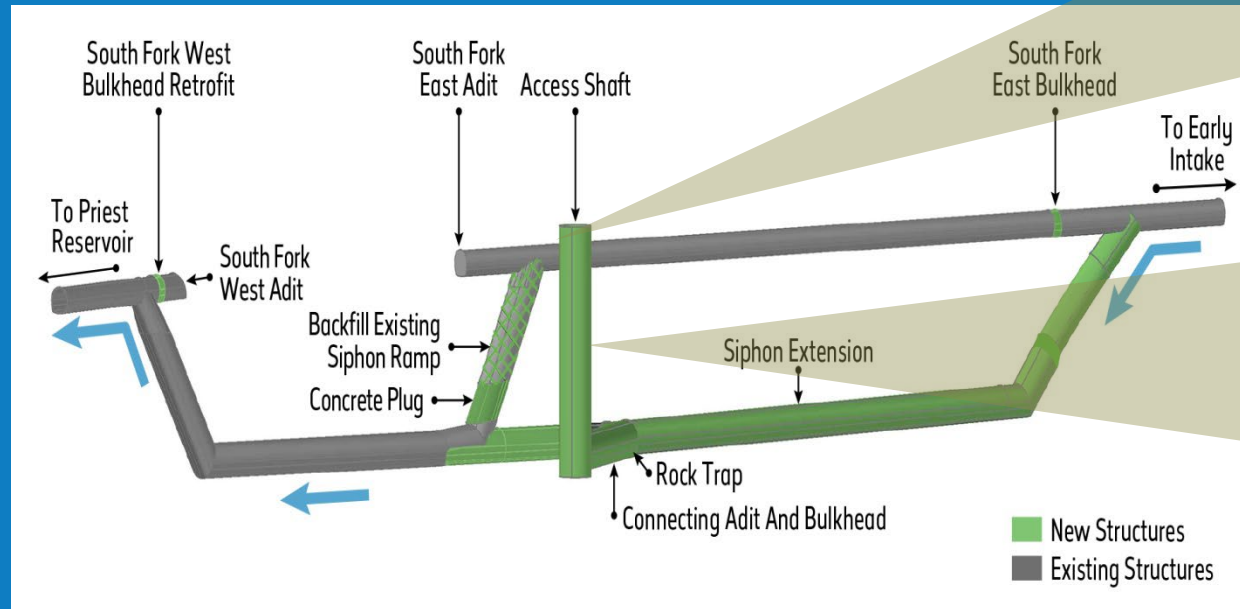 South Fork West
Bulkhead Retrofit
South Fork
East Adit
Access Shaft
South Fork
East Bulkhead
To Early
Intake
To Priest
Reservoir
South Fork
West Adit
Backfill Existing
Siphon Ramp
Siphon Extension
Concrete Plug
Rock Trap
Connecting Adit And Bulkhead
New Structures
Existing Structures